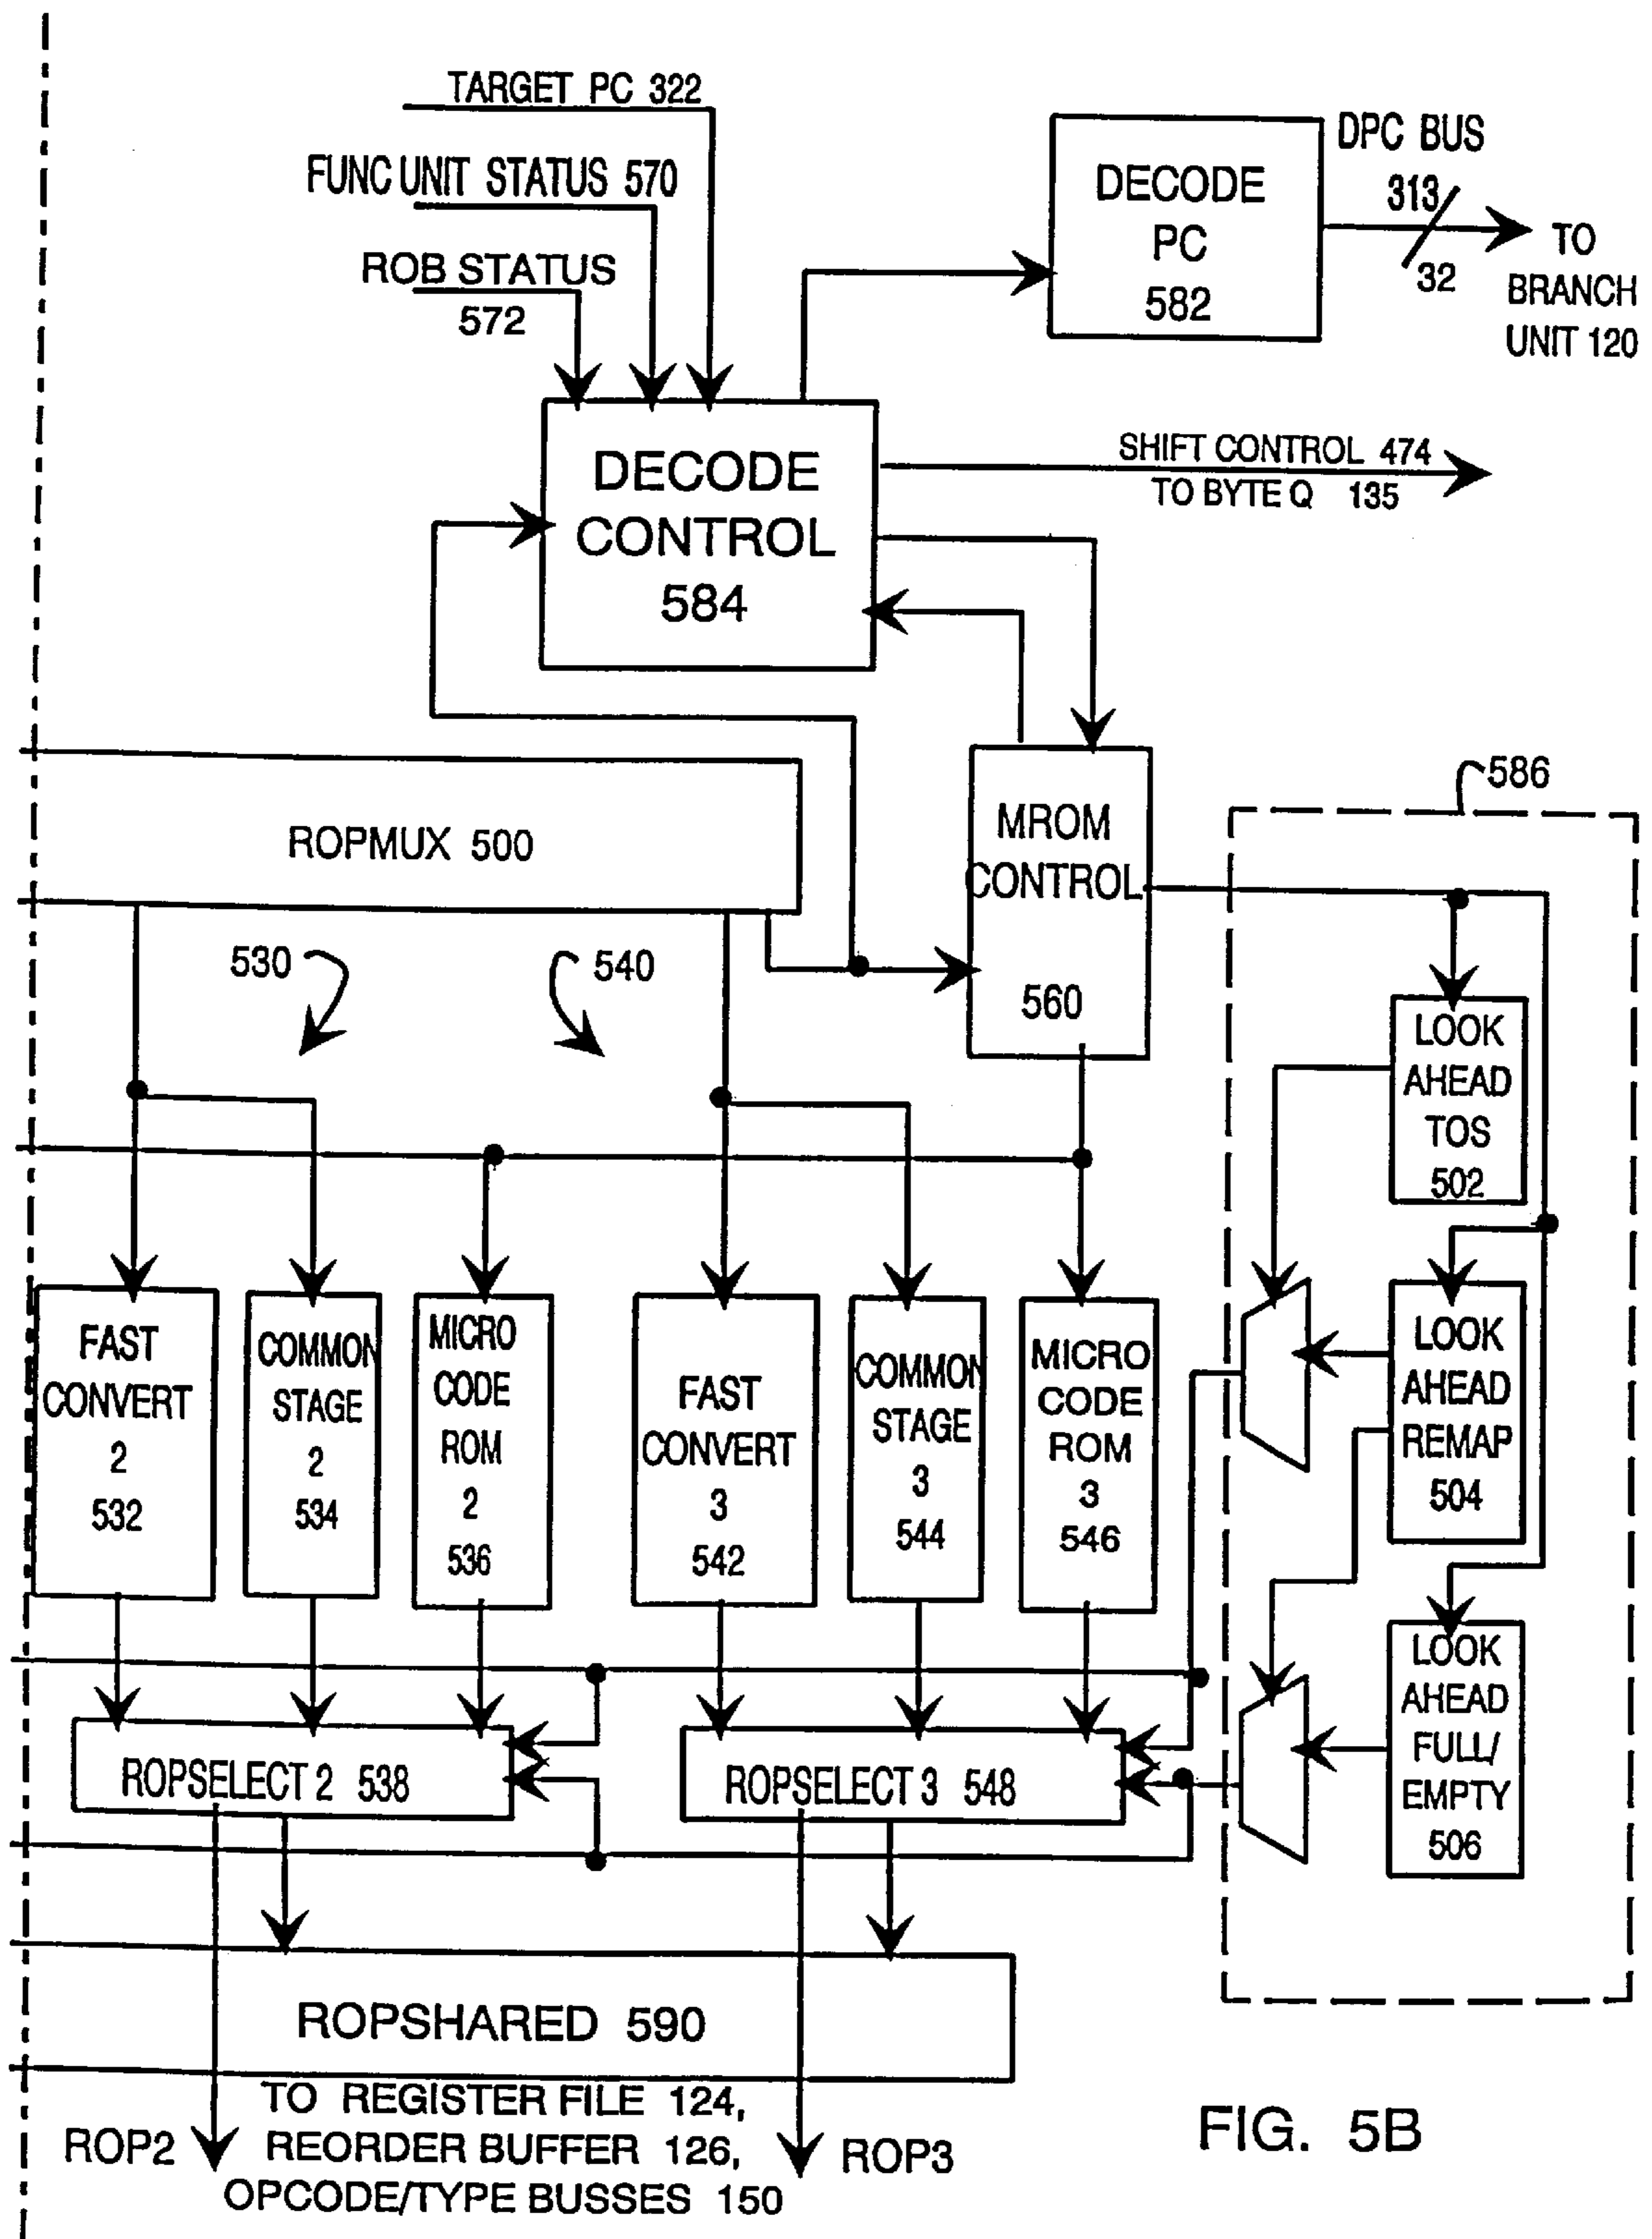 TARGET PC 322
FUNC UNIT STATUS 570
ROB STATUS
572
DECODE
PC
582
DPC BUS
313
32
TO
BRANCH
UNIT 120
DECODE
CONTROL
584
SHIFT CONTROL 474
TO BYTE Q 135
ROPMUX 500
MROM
CONTROL
560
586
530
540
LOOK
AHEAD
TOS
502
FAST
CONVERT
2
532
COMMON
STAGE
2
534
MICRO
CODE
ROM
2
536
FAST
CONVERT
3
542
COMMON
STAGE
3
544
MICRO
CODE
ROM
3
546
LOOK
AHEAD
REMAP
504
LOOK
AHEAD
FULL/
EMPTY
506
ROPSELECT 2 538
ROPSELECT 3 548
ROPSHARED 590
TO REGISTER FILE 124,
REORDER BUFFER 126,
OPCODE/TYPE BUSSES 150
ROP2
ROP3
FIG. 5B